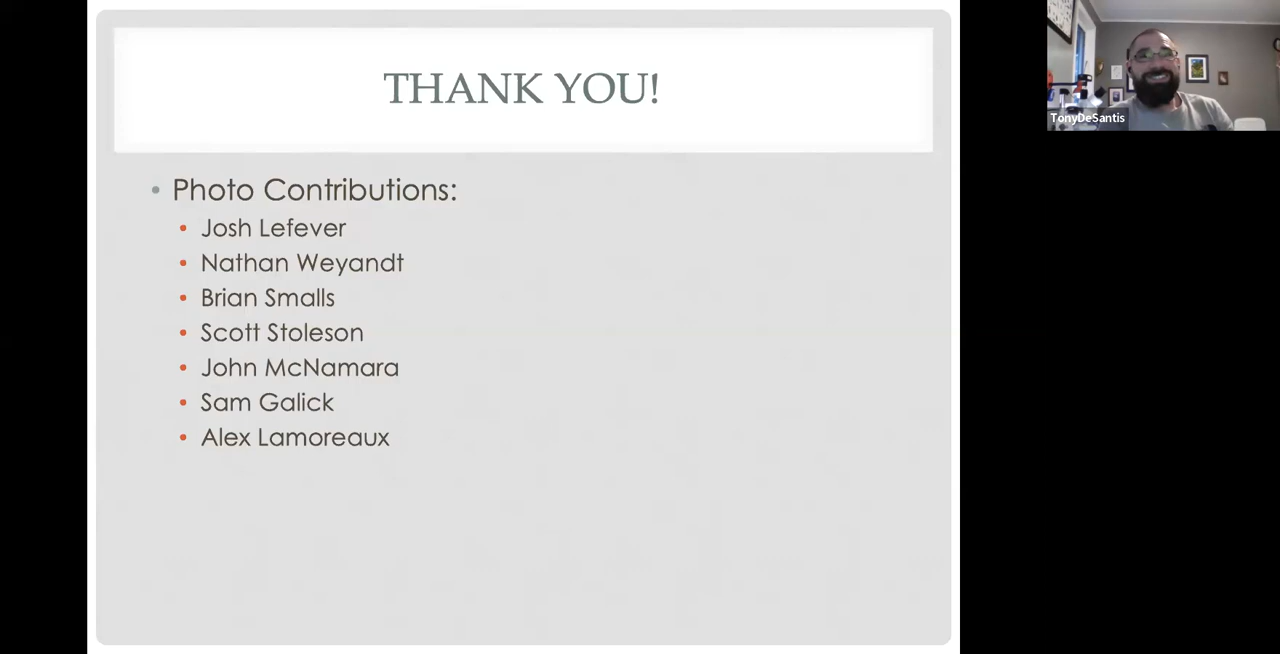 THANK YOU!
TonyDeSantis
• Photo Contributions:
• Josh Lefever
• Nathan Weyandt
• Brian Smalls
• Scott Stoleson
• John McNamara
• Sam Galick
• Alex Lamoreaux